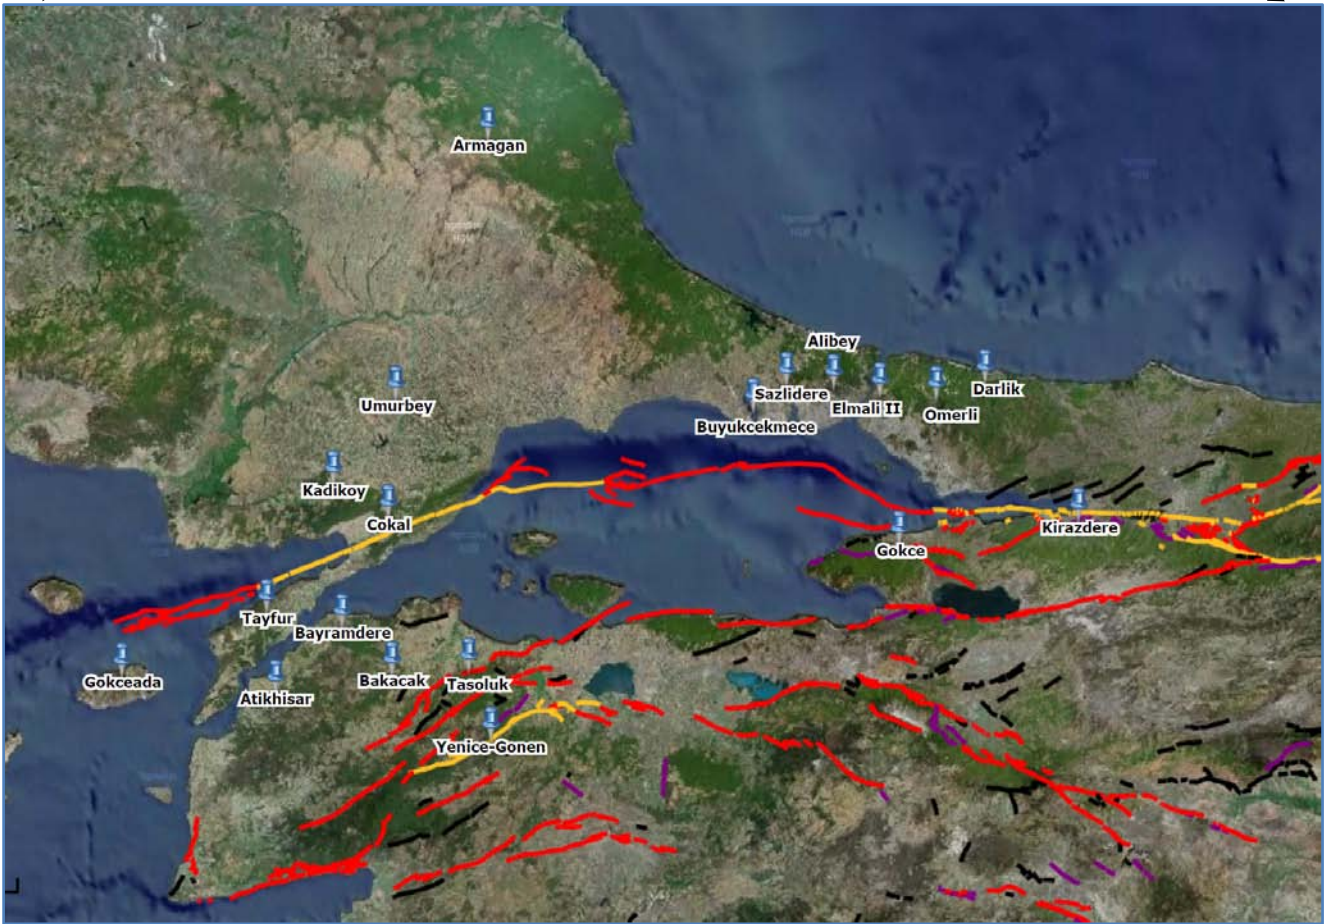 Armagan
Alibey
Umurbey
Sazlidere
Elmali II
Darlik
Omerli
Buyukcekmece
Kadikoy
Cokal
Kirazdere
Gokce
Tayfur
Bayramdere
Gokceada
Atikhisar
Bakacak
Tasoluk
Yenice-Gonen